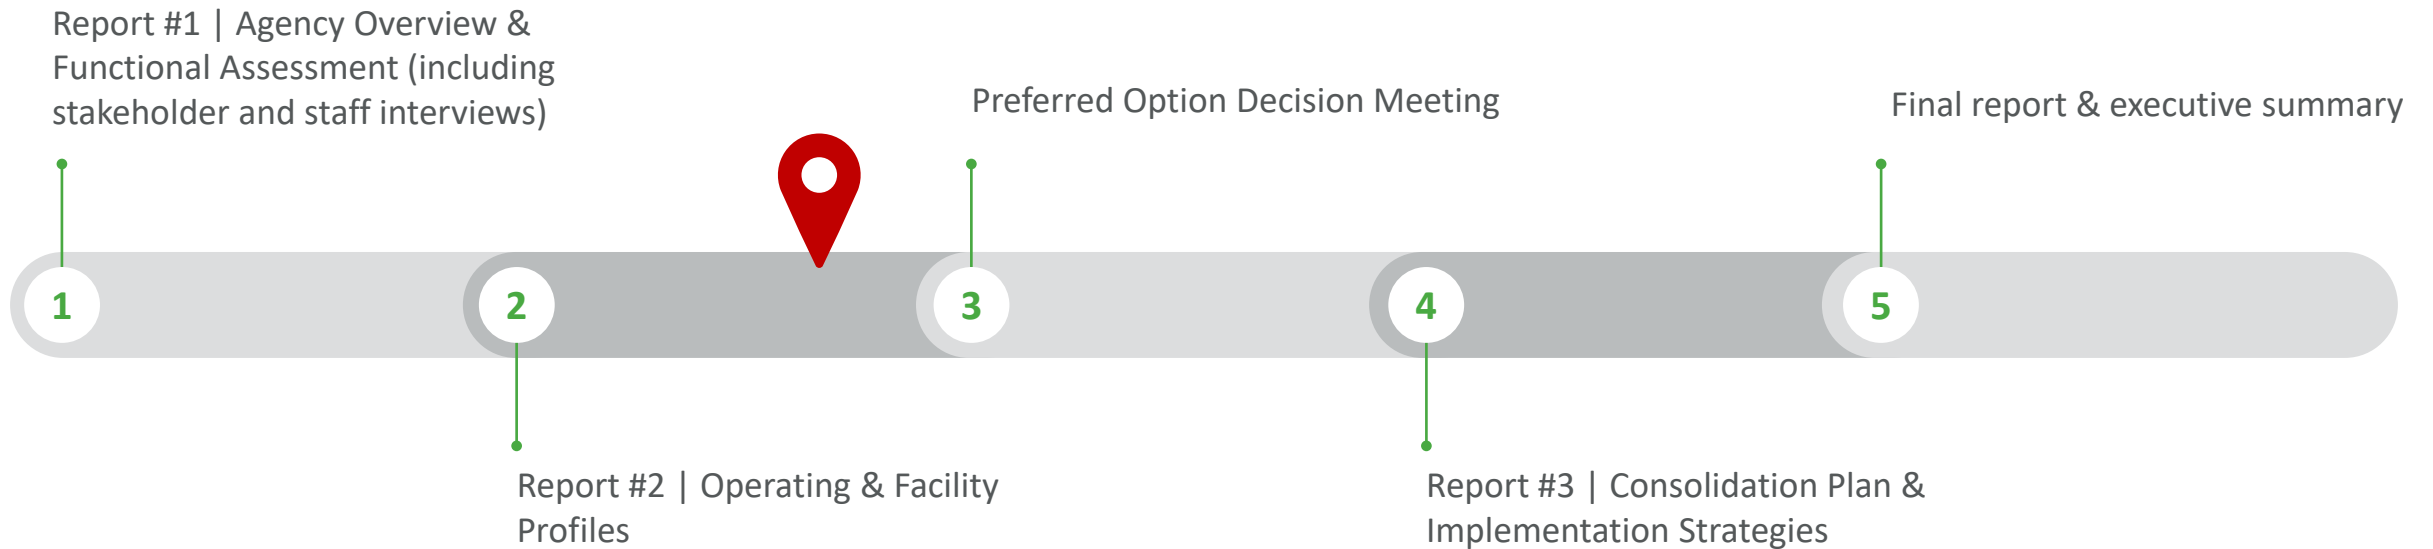 Report #1 | Agency Overview &
Functional Assessment (including
stakeholder and staff interviews)
Preferred Option Decision Meeting
Final report & executive summary
1
2
3
4
5
Report #2 | Operating & Facility
Profiles
Report #3 | Consolidation Plan &
Implementation Strategies